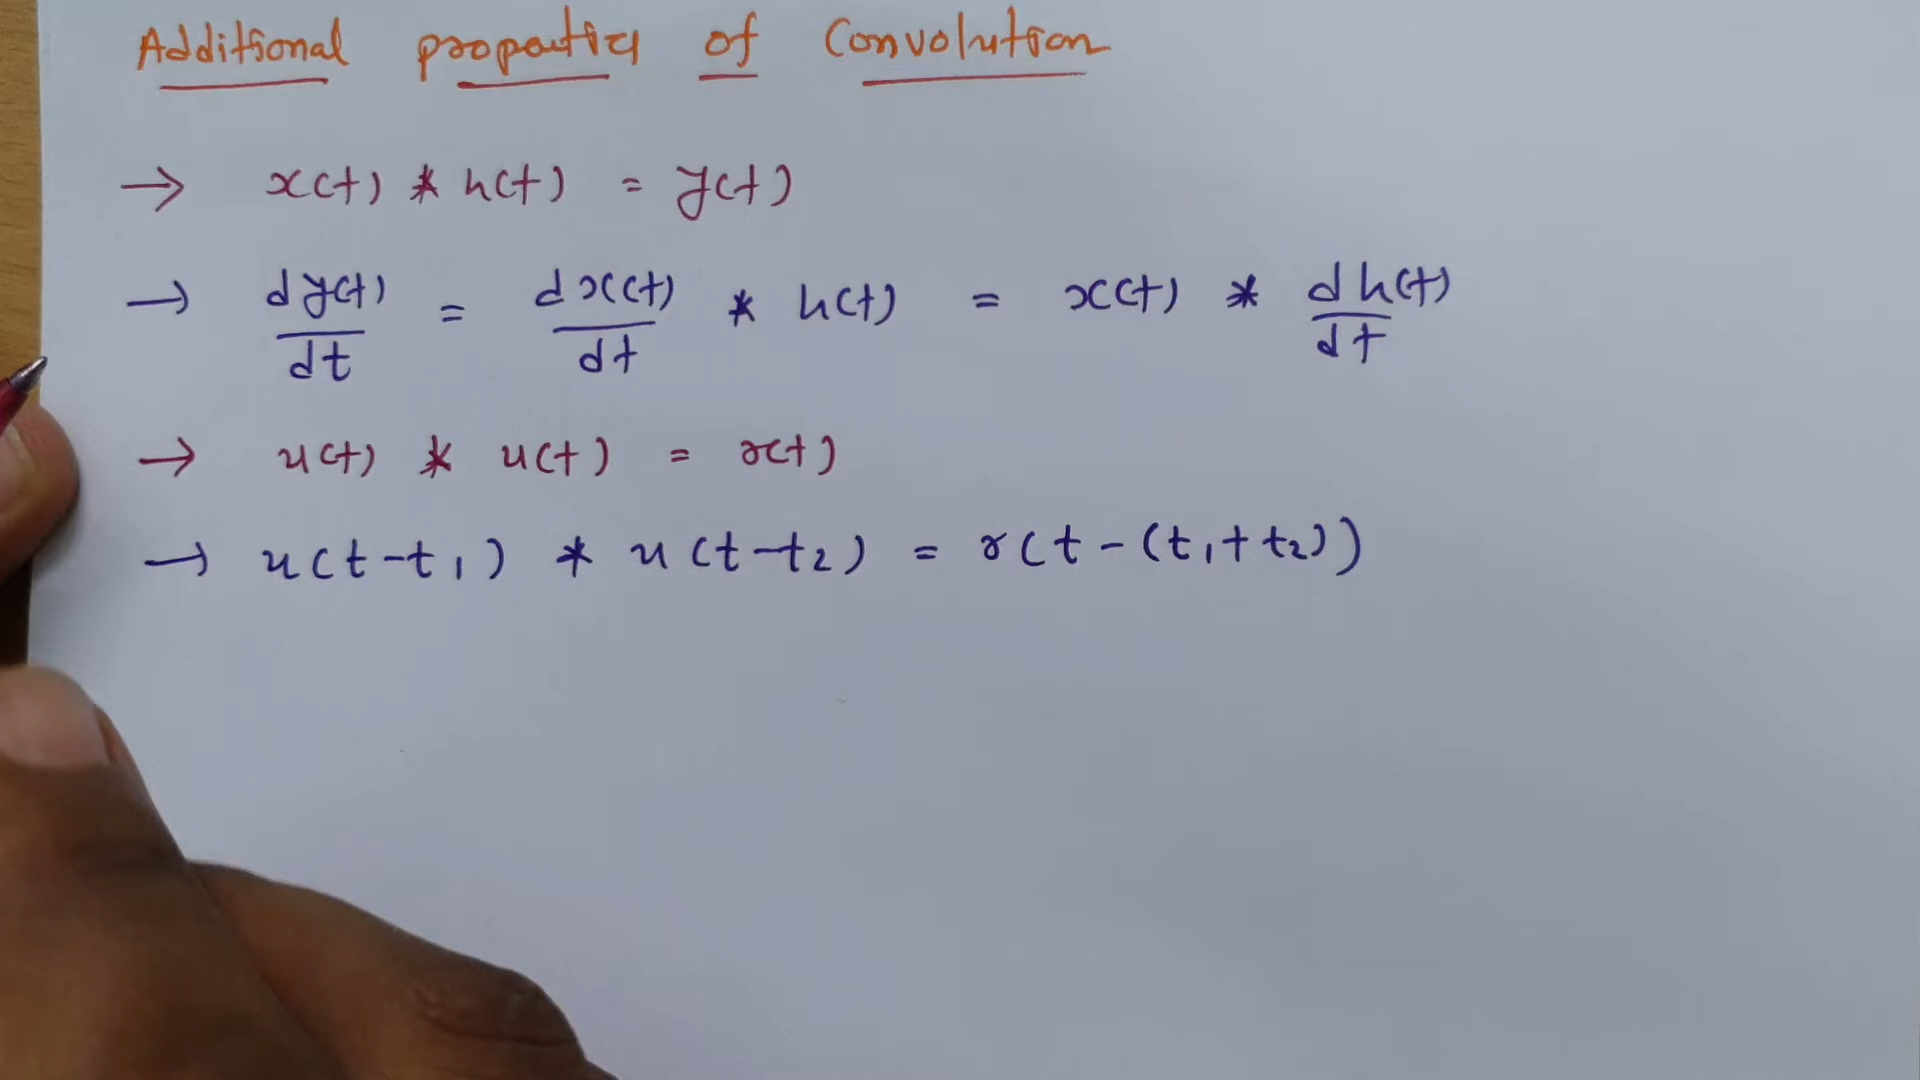 Additional properties of Convolution
→ x(t) * h(t) = y(t)
→ dy(t)/dt = dx(t)/dt * h(t) = x(t) * dh(t)/dt
→ u(t) * u(t) = r(t)
→ u(t-t₁) * u(t-t₂) = r(t-(t₁+t₂))